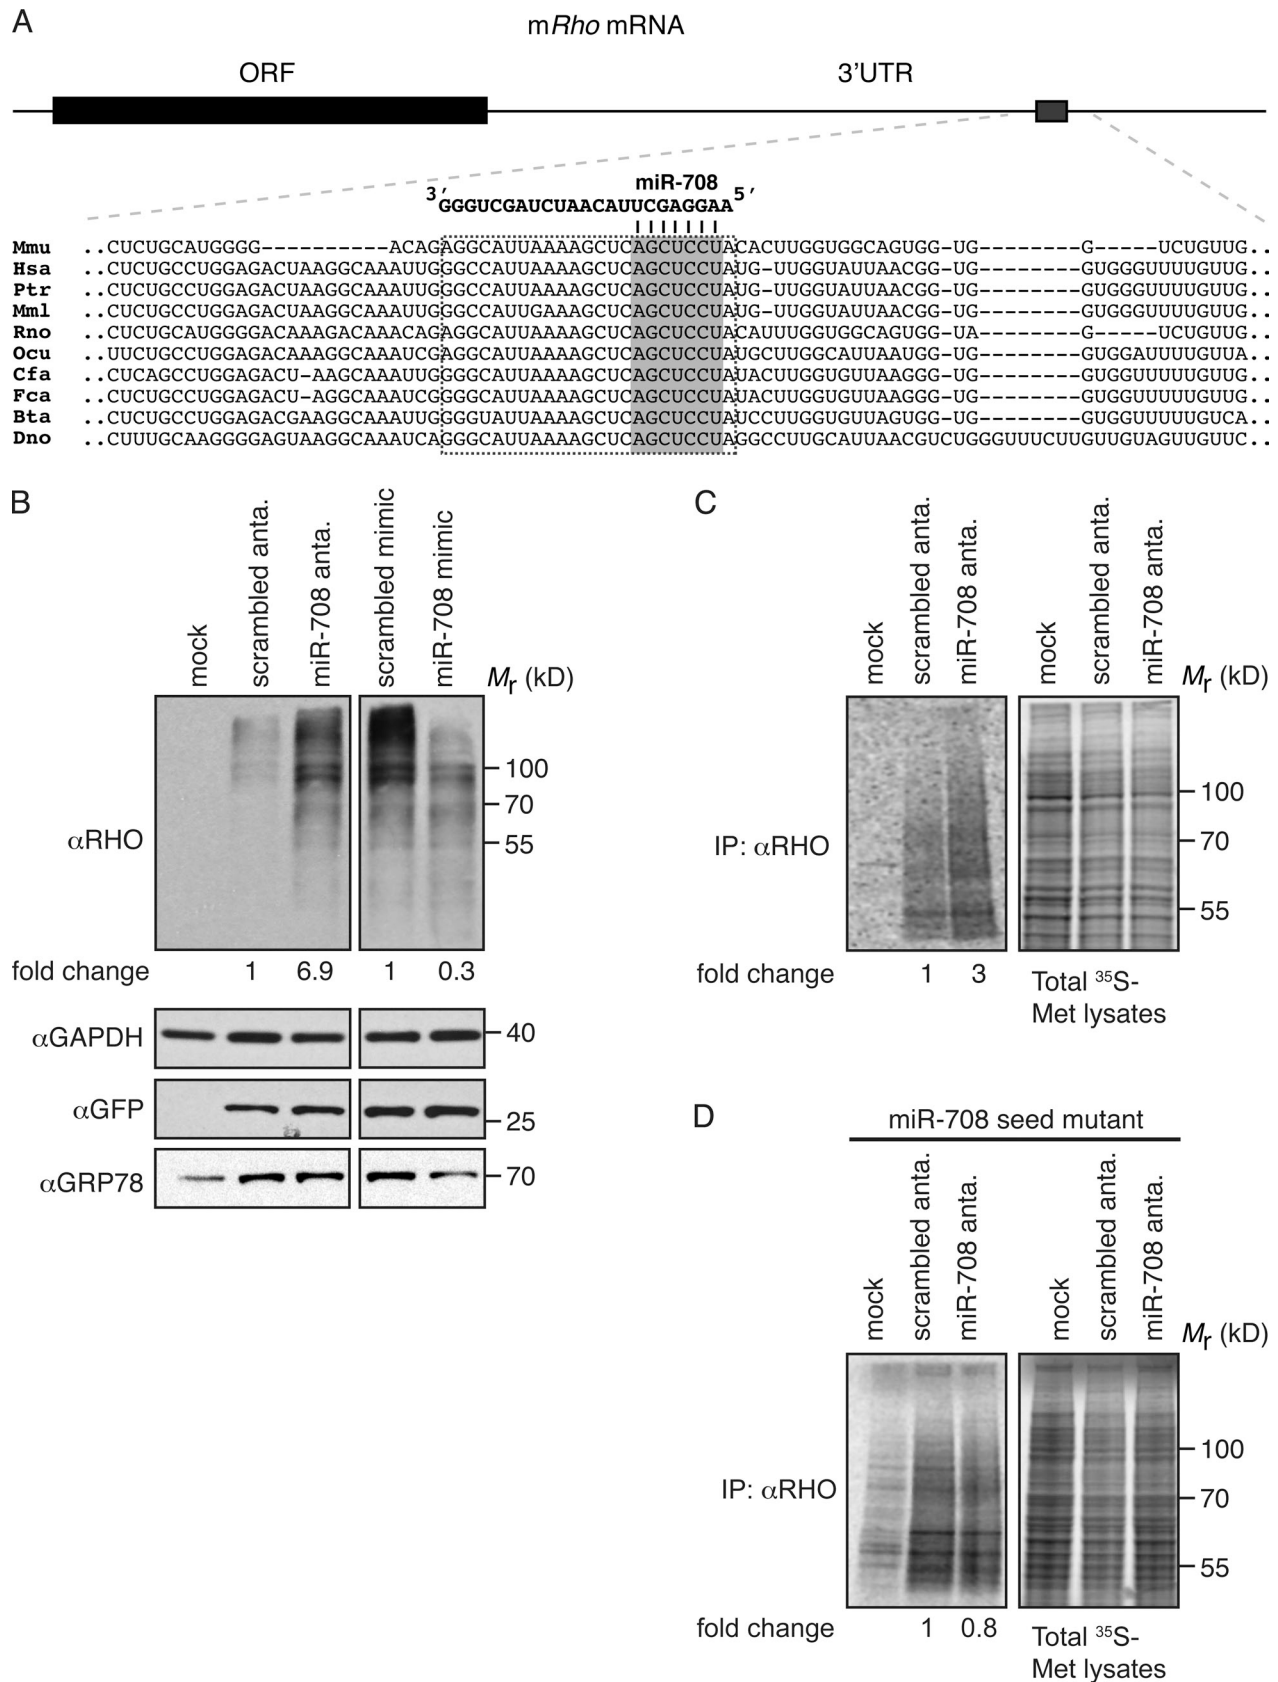 A
mRho mRNA
ORF
3’UTR
miR-708
3′ GGGUCGAUCUAACAUUCGAGGAA 5′
Mmu ..CUCUGCAUGGGG----------ACAGAGGCAUUAAAAGCUCAGCUCCUACACUUGGUGGCAGUGG-UG--------G-----UCUGUUG..
Hsa ..CUCUGCCUGGAGACUAAGGCAAAUUGGGCCAUUAAAAGCUCAGCUCCUAUG-UUGGUAUUAACGG-UG--------GUGGGUUUUGUUG..
Ptr ..CUCUGCCUGGAGACUAAGGCAAAUUGGGCCAUUAAAAGCUCAGCUCCUAUG-UUGGUAUUAACGG-UG--------GUGGGUUUUGUUG..
Mml ..CUCUGCCUGGAGACUAAGGCAAAUUGGGCCAUUGAAAGCUCAGCUCCUAUG-UUGGUAUUAACGG-UG--------GUGGGUUUUGUUG..
Rno ..CUCUGCAUGGGGACAAAGACAAACAGAGGCAUUAAAAGCUCAGCUCCUACAUUUGGUGGCAGUGG-UA--------G-----UCUGUUG..
Ocu ..UUCUGCCUGGAGACAAAGGCAAAUCGAGGCAUUAAAAGCUCAGCUCCUAUGCUUGGCAUUAAUGG-UG--------GUGGAUUUUGUUA..
Cfa ..CUCAGCCUGGAGACU-AAGCAAAUUGGGGCAUUAAAAGCUCAGCUCCUAUACUUGGUGUUAAGGG-UG--------GUGGUUUUUGUUG..
Fca ..CUCUGCCUGGAGACU-AGGCAAAUCGGGGCAUUAAAAGCUCAGCUCCUAUACUUGGUGUUAAGGG-UG--------GUGGUUUUUGUUG..
Bta ..CUCUGCCUGGAGACGAAGGCAAAUUGGGGUAUUAAAAGCUCAGCUCCUAUCCUUGGUGUUAGUGG-UG--------GUGGUUUUUGUCA..
Dno ..CUUUGCAAGGGGAGUAAGGCAAAUCAGGGCAUUAAAAGCUCAGCUCCUAGGCCUUGCAUUAACGUCUGGGUUUCUUGUUGUAGUUGUUC..
B
mock
scrambled anta.
miR-708 anta.
scrambled mimic
miR-708 mimic
Mr (kD)
100
70
55
αRHO
fold change 1 6.9 1 0.3
αGAPDH
40
αGFP
25
αGRP78
70
C
mock
scrambled anta.
miR-708 anta.
mock
scrambled anta.
miR-708 anta.
Mr (kD)
100
70
55
IP: αRHO
fold change 1 3
Total 35S-
Met lysates
D
miR-708 seed mutant
mock
scrambled anta.
miR-708 anta.
mock
scrambled anta.
miR-708 anta.
Mr (kD)
100
70
55
IP: αRHO
fold change 1 0.8
Total 35S-
Met lysates